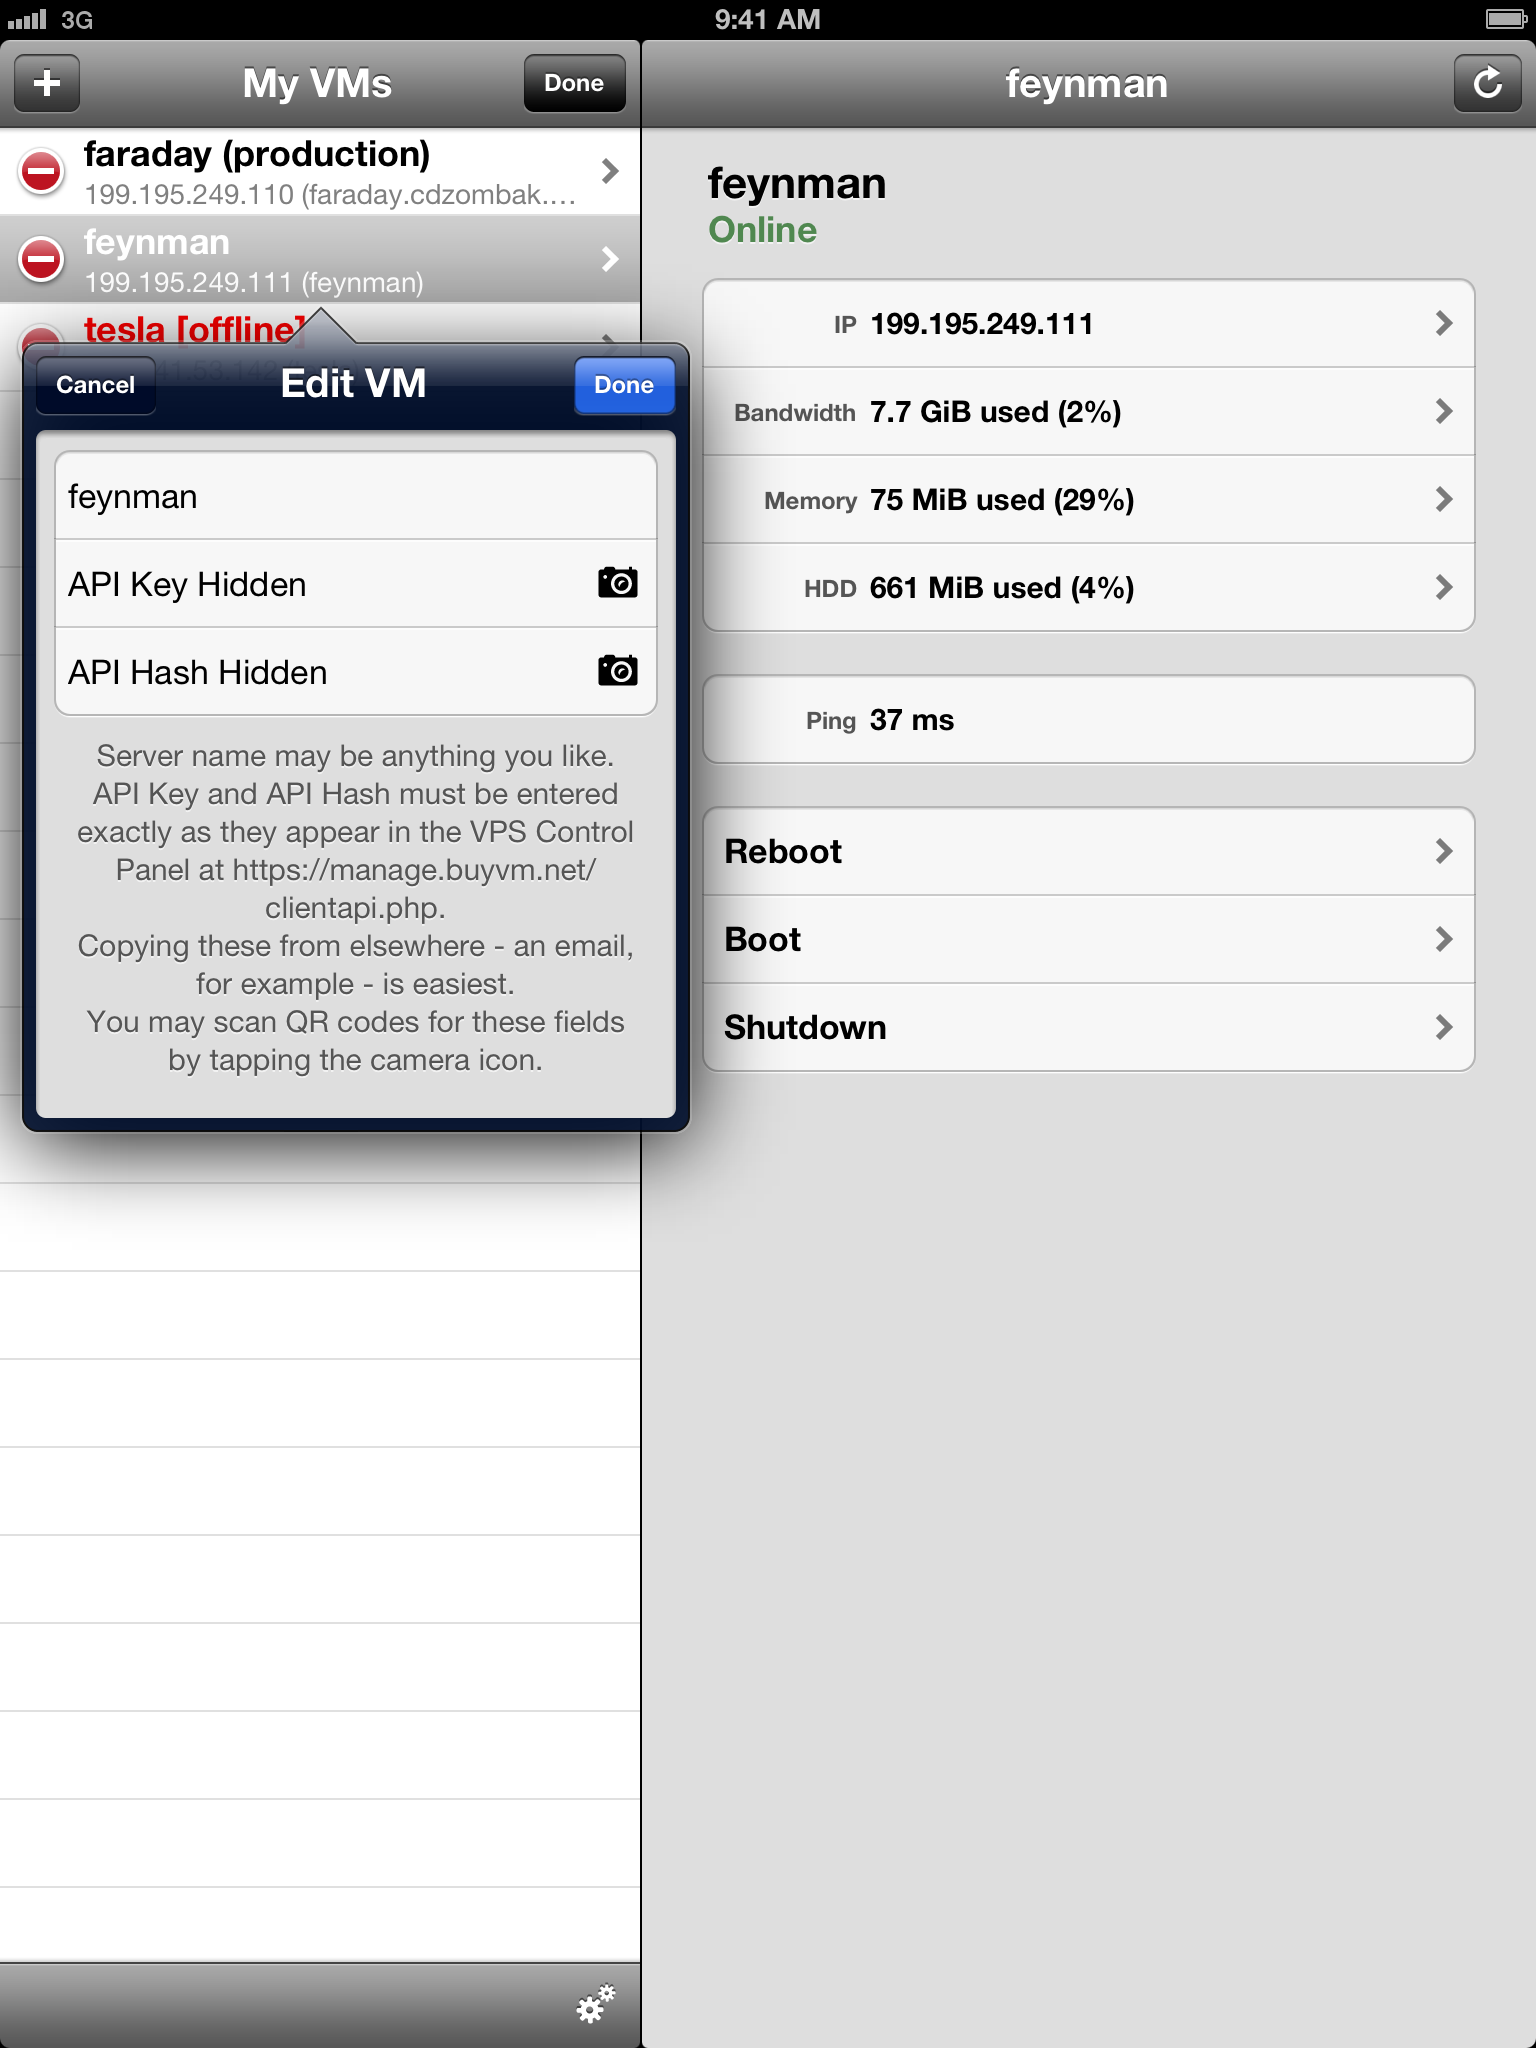 3G
9:41 AM
My VMs
Done
faraday (production)
199.195.249.110 (faraday.cdzombak.…
feynman
199.195.249.111 (feynman)
tesla [offline]
Cancel
Edit VM
Done
feynman
API Key Hidden
API Hash Hidden
Server name may be anything you like.
API Key and API Hash must be entered
exactly as they appear in the VPS Control
Panel at https://manage.buyvm.net/
clientapi.php.
Copying these from elsewhere - an email,
for example - is easiest.
You may scan QR codes for these fields
by tapping the camera icon.
feynman
feynman
Online
IP 199.195.249.111
Bandwidth 7.7 GiB used (2%)
Memory 75 MiB used (29%)
HDD 661 MiB used (4%)
Ping 37 ms
Reboot
Boot
Shutdown